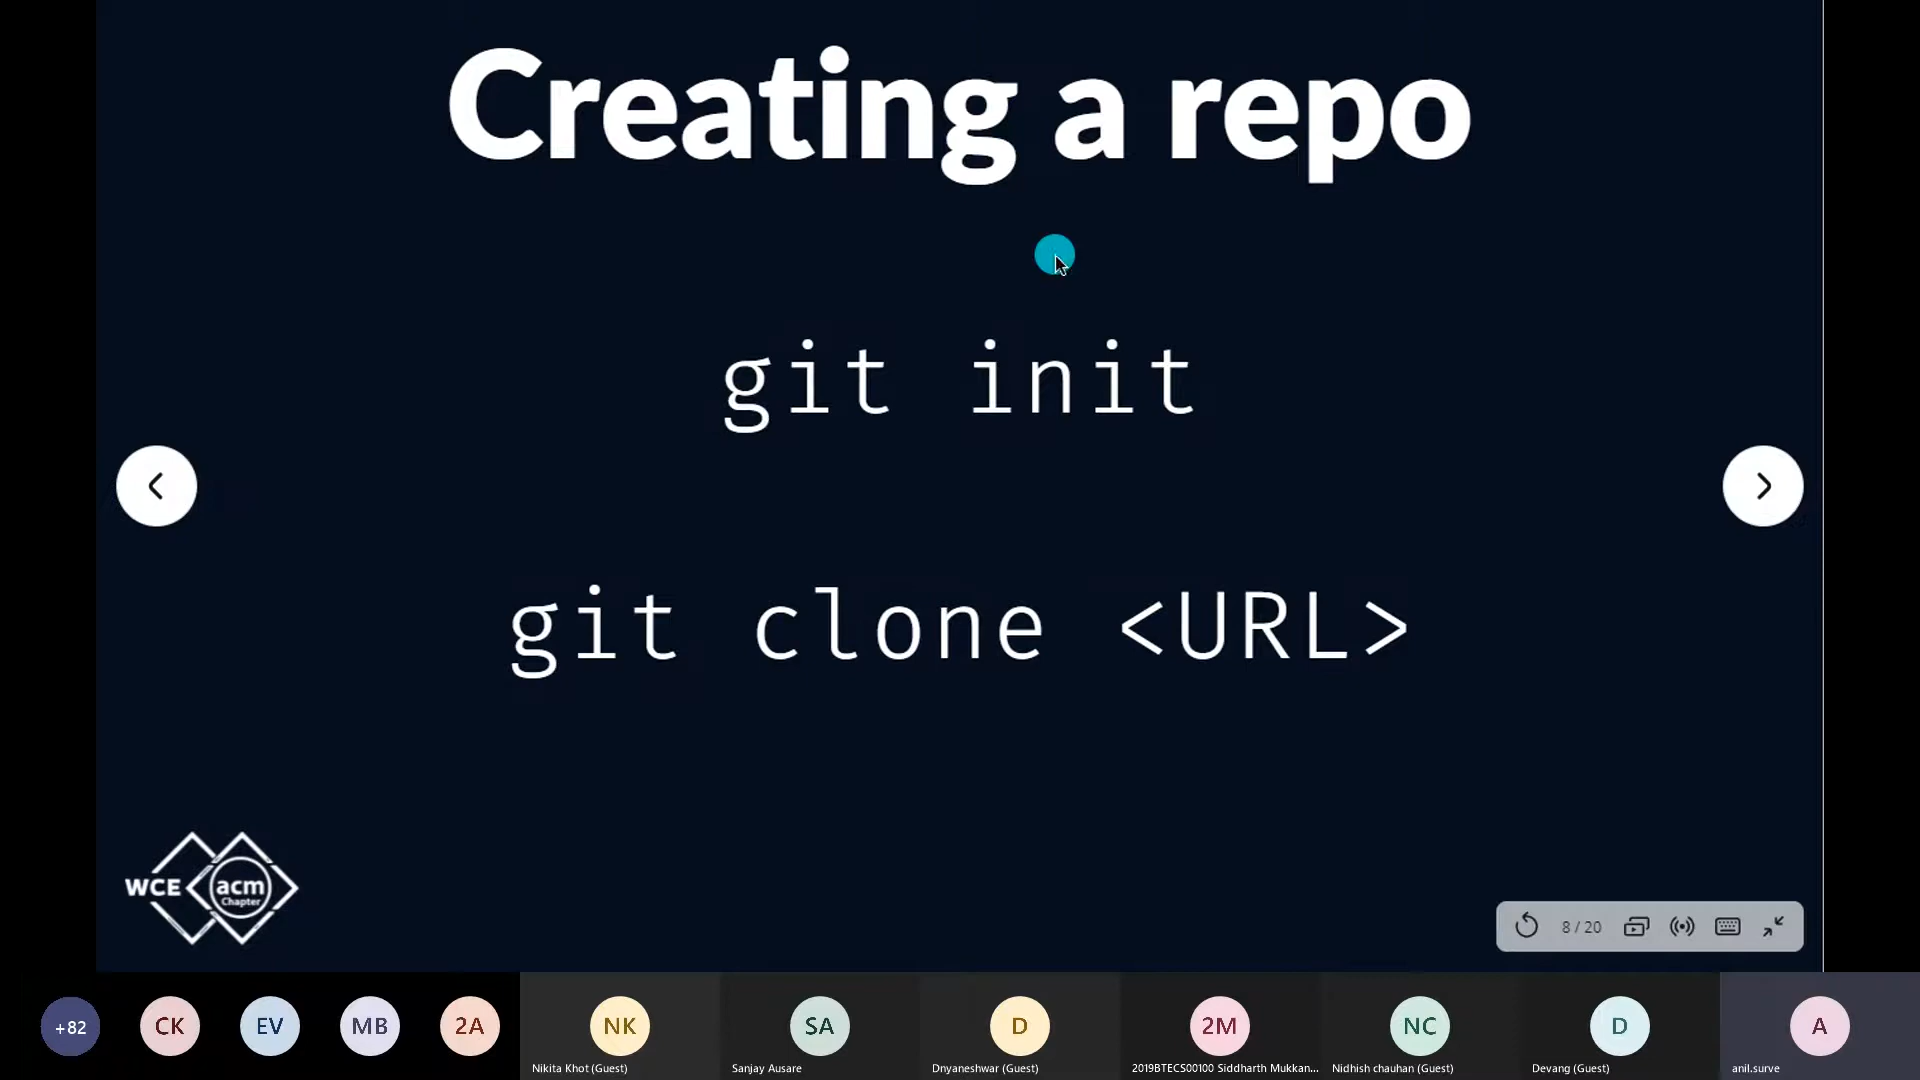 Creating a repo
git init
git clone <URL>
WCE acm
Chapter
8 / 20
+82
CK
EV
MB
2A
NK
SA
D
2M
NC
D
A
Nikita Khot (Guest)
Sanjay Ausare
Dnyaneshwar (Guest)
2019BTECS00100 Siddharth Mukkan...
Nidhish chauhan (Guest)
Devang (Guest)
anil.surve